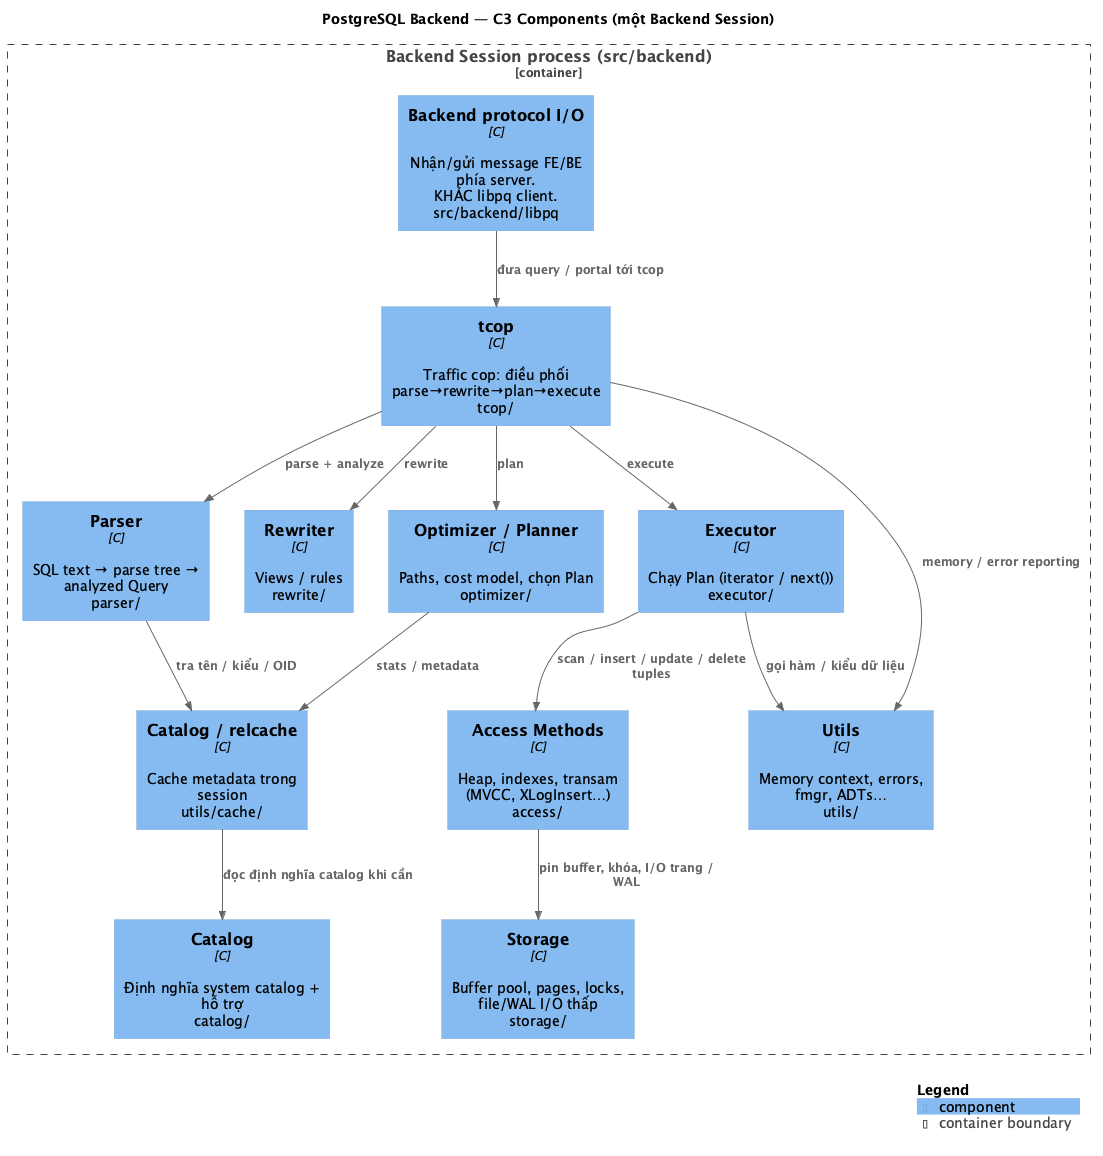 PostgreSQL Backend — C3 Components (một Backend Session)
Backend Session process (src/backend)
[container]
Backend protocol I/O
[C]
Nhận/gửi message FE/BE
phía server.
KHÁC libpq client.
src/backend/libpq
đưa query / portal tới tcop
tcop
[C]
Traffic cop: điều phối
parse→rewrite→plan→execute
tcop/
parse + analyze
rewrite
plan
execute
memory / error reporting
Parser
[C]
SQL text → parse tree →
analyzed Query
parser/
Rewriter
[C]
Views / rules
rewrite/
Optimizer / Planner
[C]
Paths, cost model, chọn Plan
optimizer/
Executor
[C]
Chạy Plan (iterator / next())
executor/
tra tên / kiểu / OID
stats / metadata
scan / insert / update / delete
tuples
gọi hàm / kiểu dữ liệu
Catalog / relcache
[C]
Cache metadata trong
session
utils/cache/
Access Methods
[C]
Heap, indexes, transam
(MVCC, XLogInsert…)
access/
Utils
[C]
Memory context, errors,
fmgr, ADTs…
utils/
đọc định nghĩa catalog khi cần
pin buffer, khóa, I/O trang /
WAL
Catalog
[C]
Định nghĩa system catalog +
hỗ trợ
catalog/
Storage
[C]
Buffer pool, pages, locks,
file/WAL I/O thấp
storage/
Legend
component
container boundary